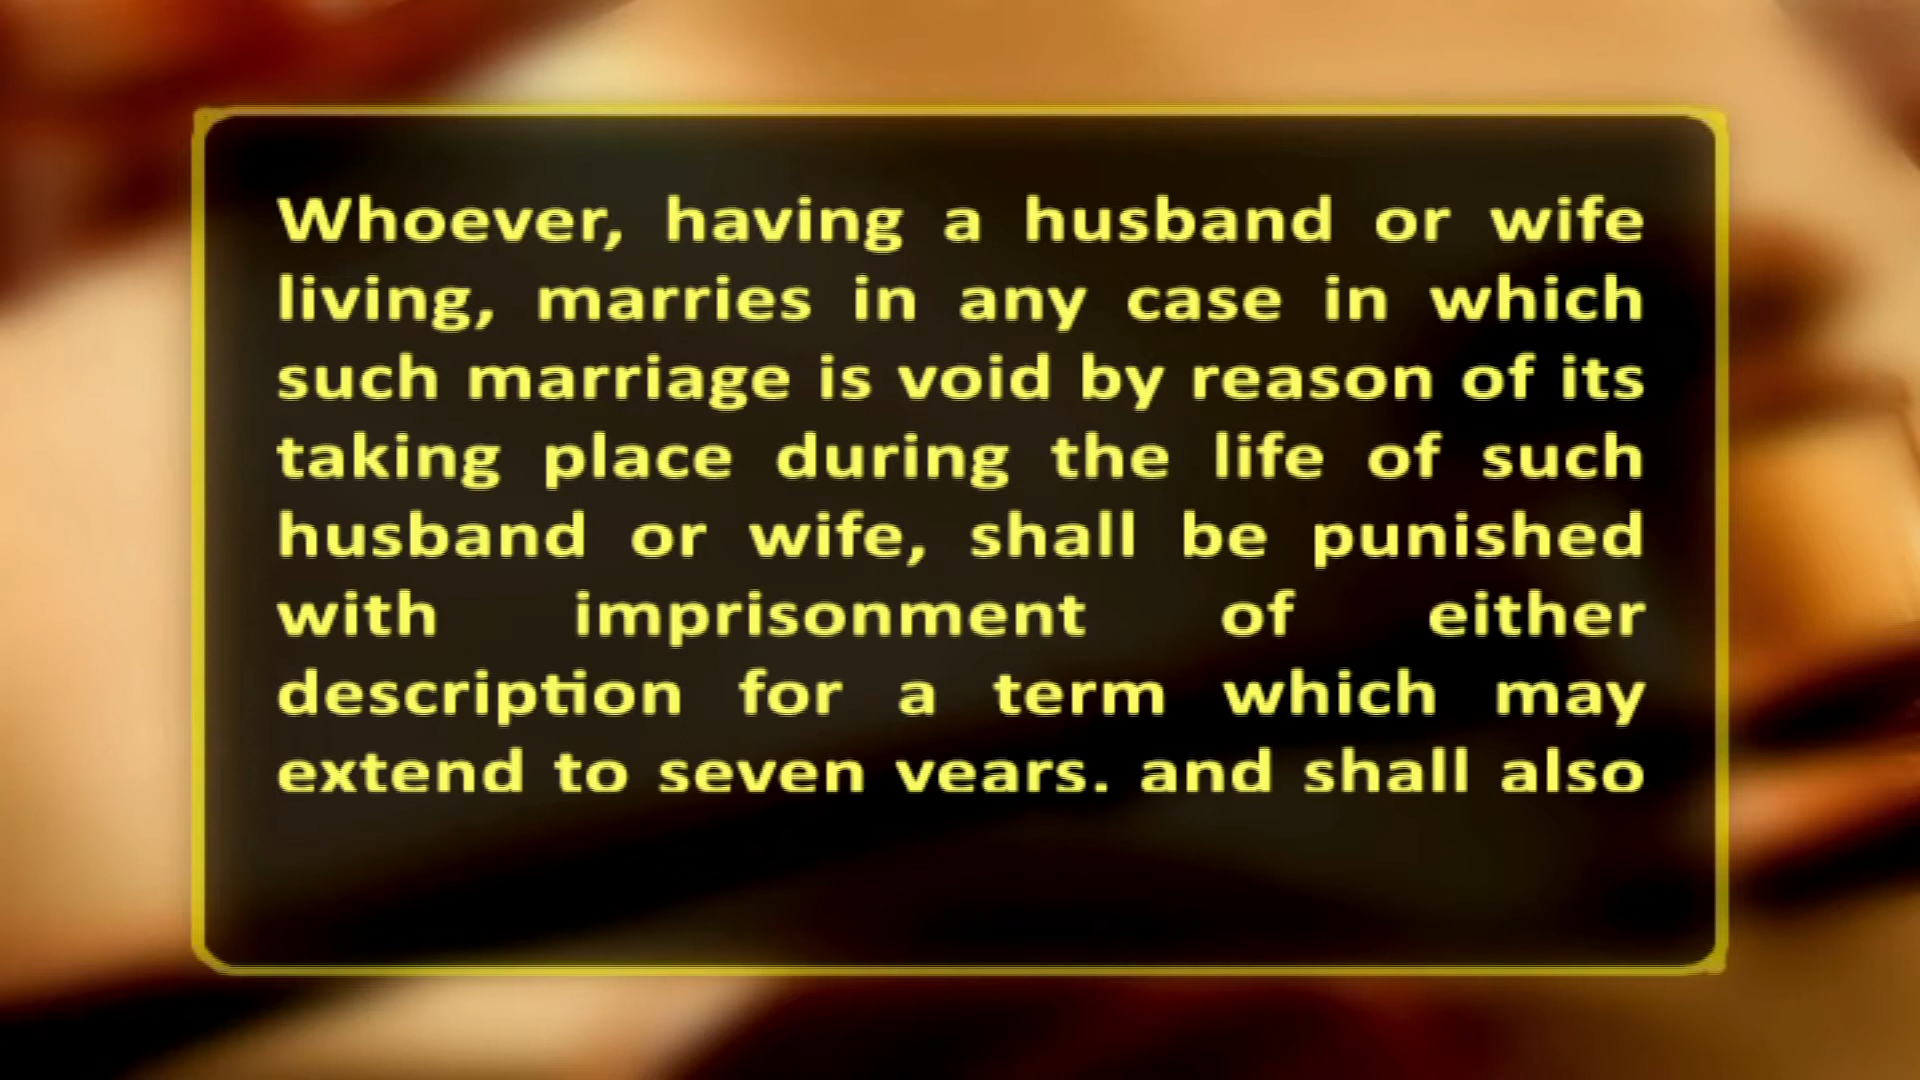 Whoever, having a husband or wife
living, marries in any case in which
such marriage is void by reason of its
taking place during the life of such
husband or wife, shall be punished
with imprisonment of either
description for a term which may
extend to seven years, and shall also